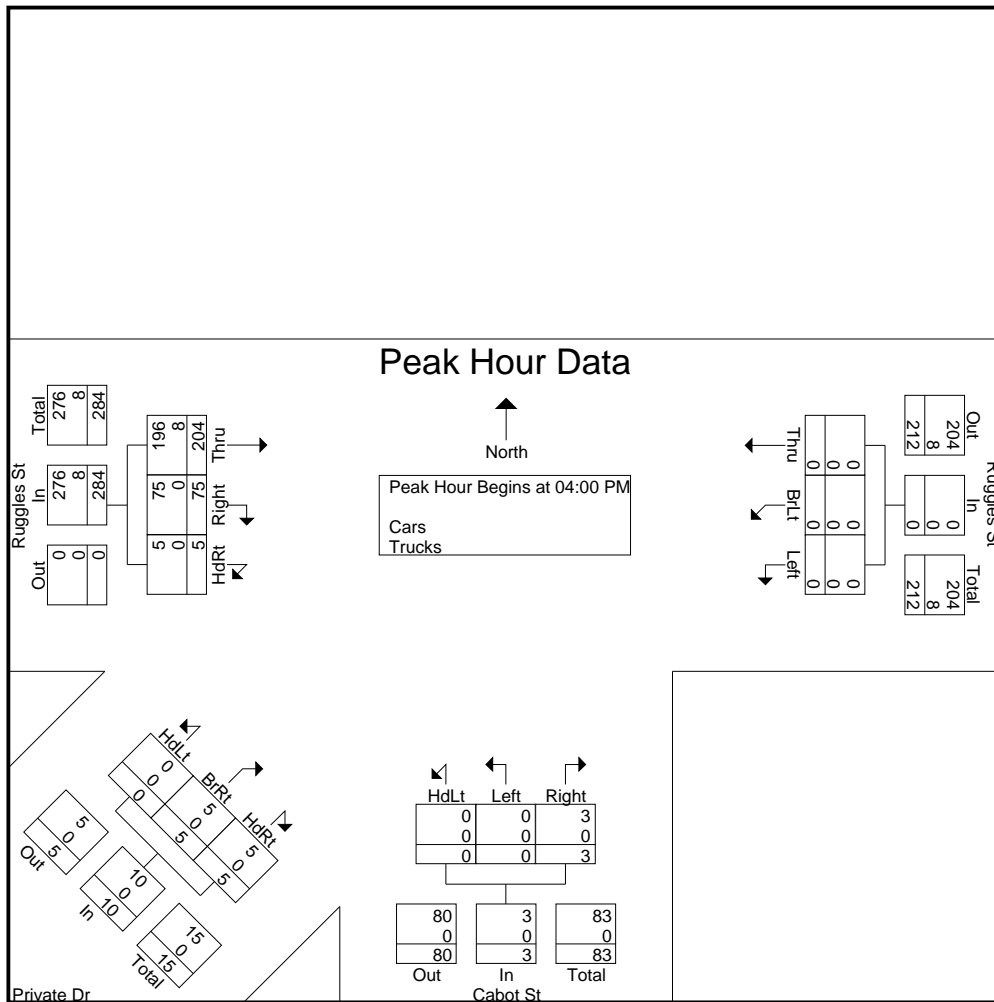 Peak Hour Data
North
Peak Hour Begins at 04:00 PM
Cars
Trucks
Ruggles St
Total
276
8
284
In
276
8
284
Out
0
0
0
Thru
196
8
204
Right
75
0
75
HdRt
5
0
5
Ruggles St
Out
204
8
212
In
0
0
0
Total
204
8
212
Thru
0
0
0
BrLt
0
0
0
Left
0
0
0
HdLt
0
0
0
BrRt
5
0
5
HdRt
5
0
5
Out
5
0
5
In
10
0
10
Total
15
0
15
Private Dr
HdLt Left Right
0 0 3
0 0 0
0 0 3
80 3 83
0 0 0
80 3 83
Out In Total
Cabot St